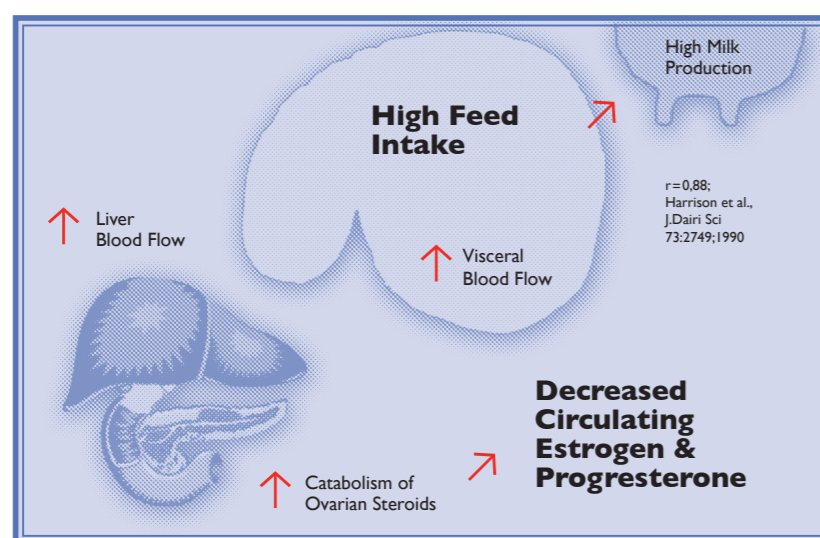 High Milk
Production
High Feed
Intake
r=0,88;
Harrison et al.,
J.Dairi Sci
73:2749;1990
Liver
Blood Flow
Visceral
Blood Flow
Decreased
Circulating
Estrogen &
Progresterone
Catabolism of
Ovarian Steroids